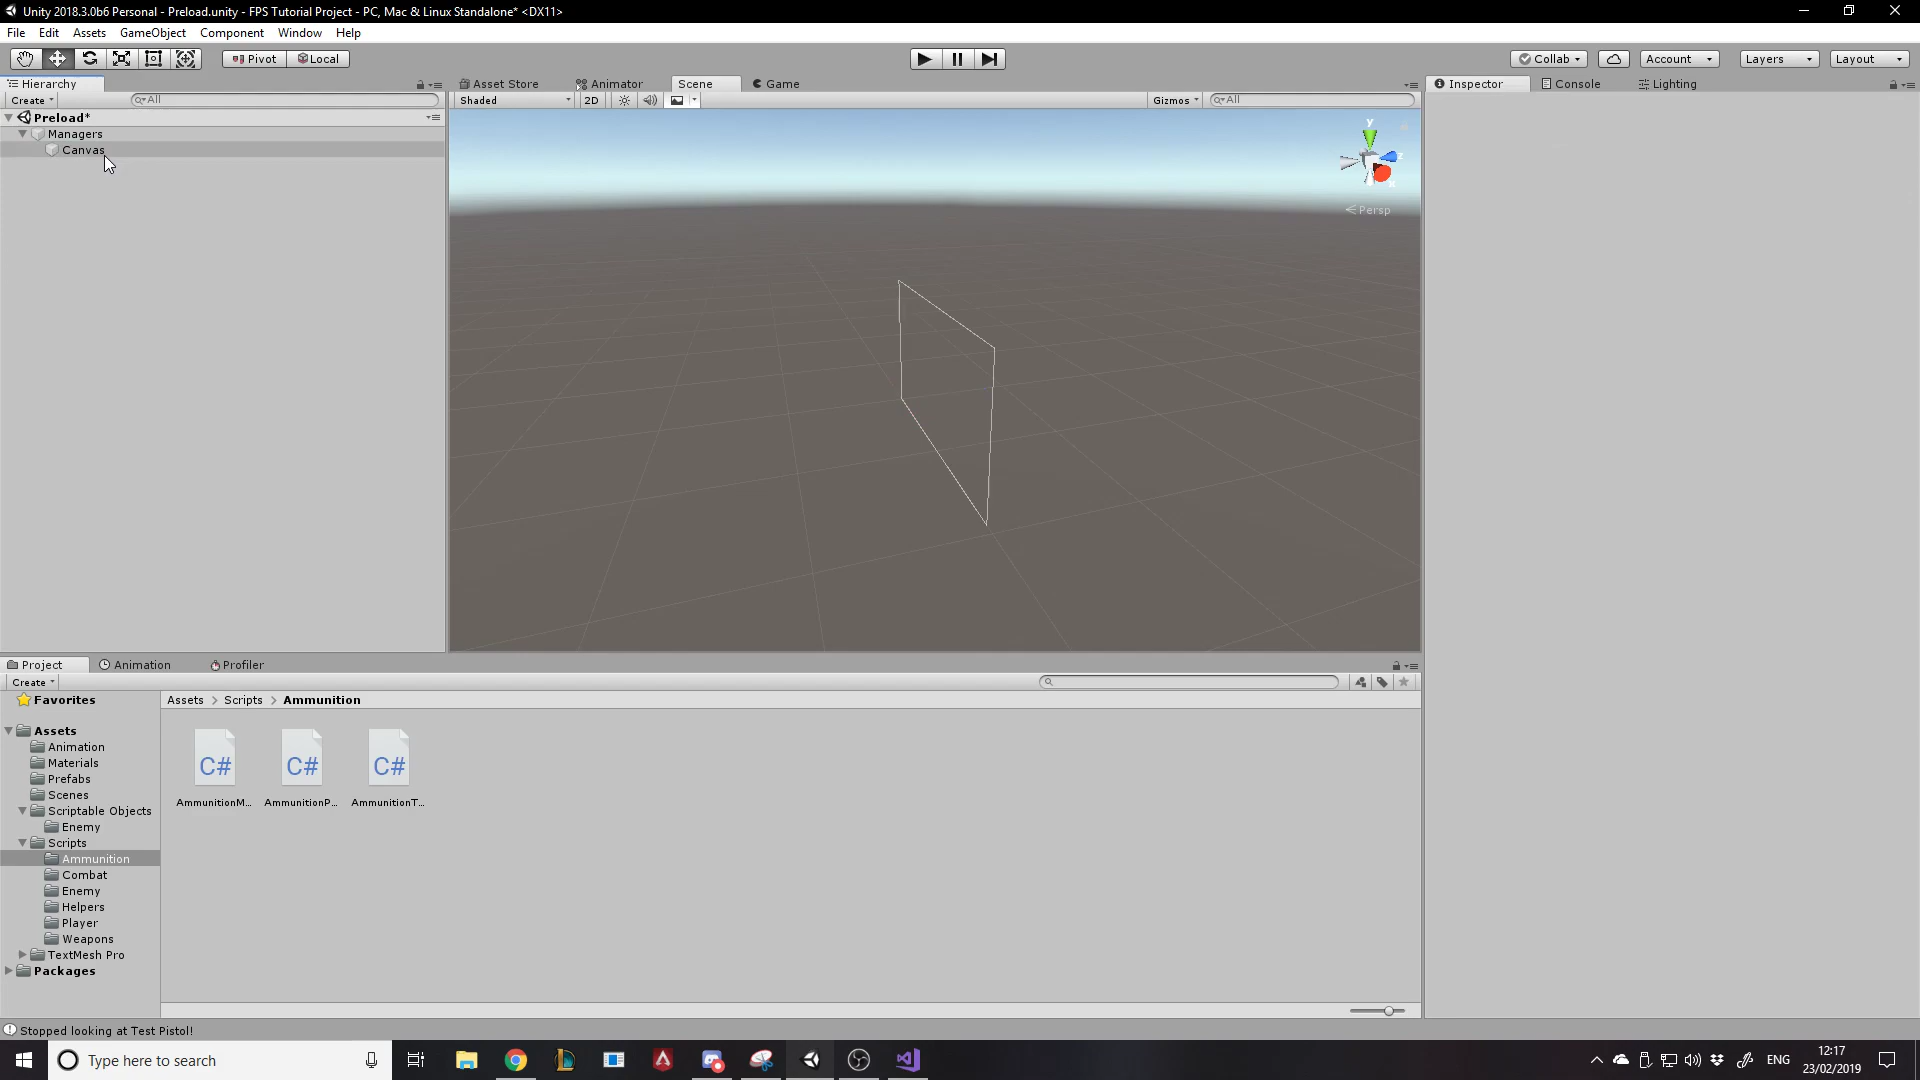 Unity 2018.3.0b6 Personal - Preload.unity - FPS Tutorial Project - PC, Mac & Linux Standalone* <DX11>
File Edit Assets GameObject Component Window Help
Pivot Local Collab Account Layers Layout
Hierarchy Asset Store Animator Scene Game Inspector Console Lighting
Create All Shaded 2D Gizmos All
Preload*
Managers
Canvas
y
z
x
Persp
Project Animation Profiler
Create
Favorites
Assets > Scripts > Ammunition
Assets
Animation
Materials
Prefabs
Scenes
Scriptable Objects
Enemy
Scripts
Ammunition
Combat
Enemy
Helpers
Player
Weapons
TextMesh Pro
Packages
C# C# C#
AmmunitionM... AmmunitionP... AmmunitionT...
Stopped looking at Test Pistol!
Type here to search
ENG
12:17
23/02/2019